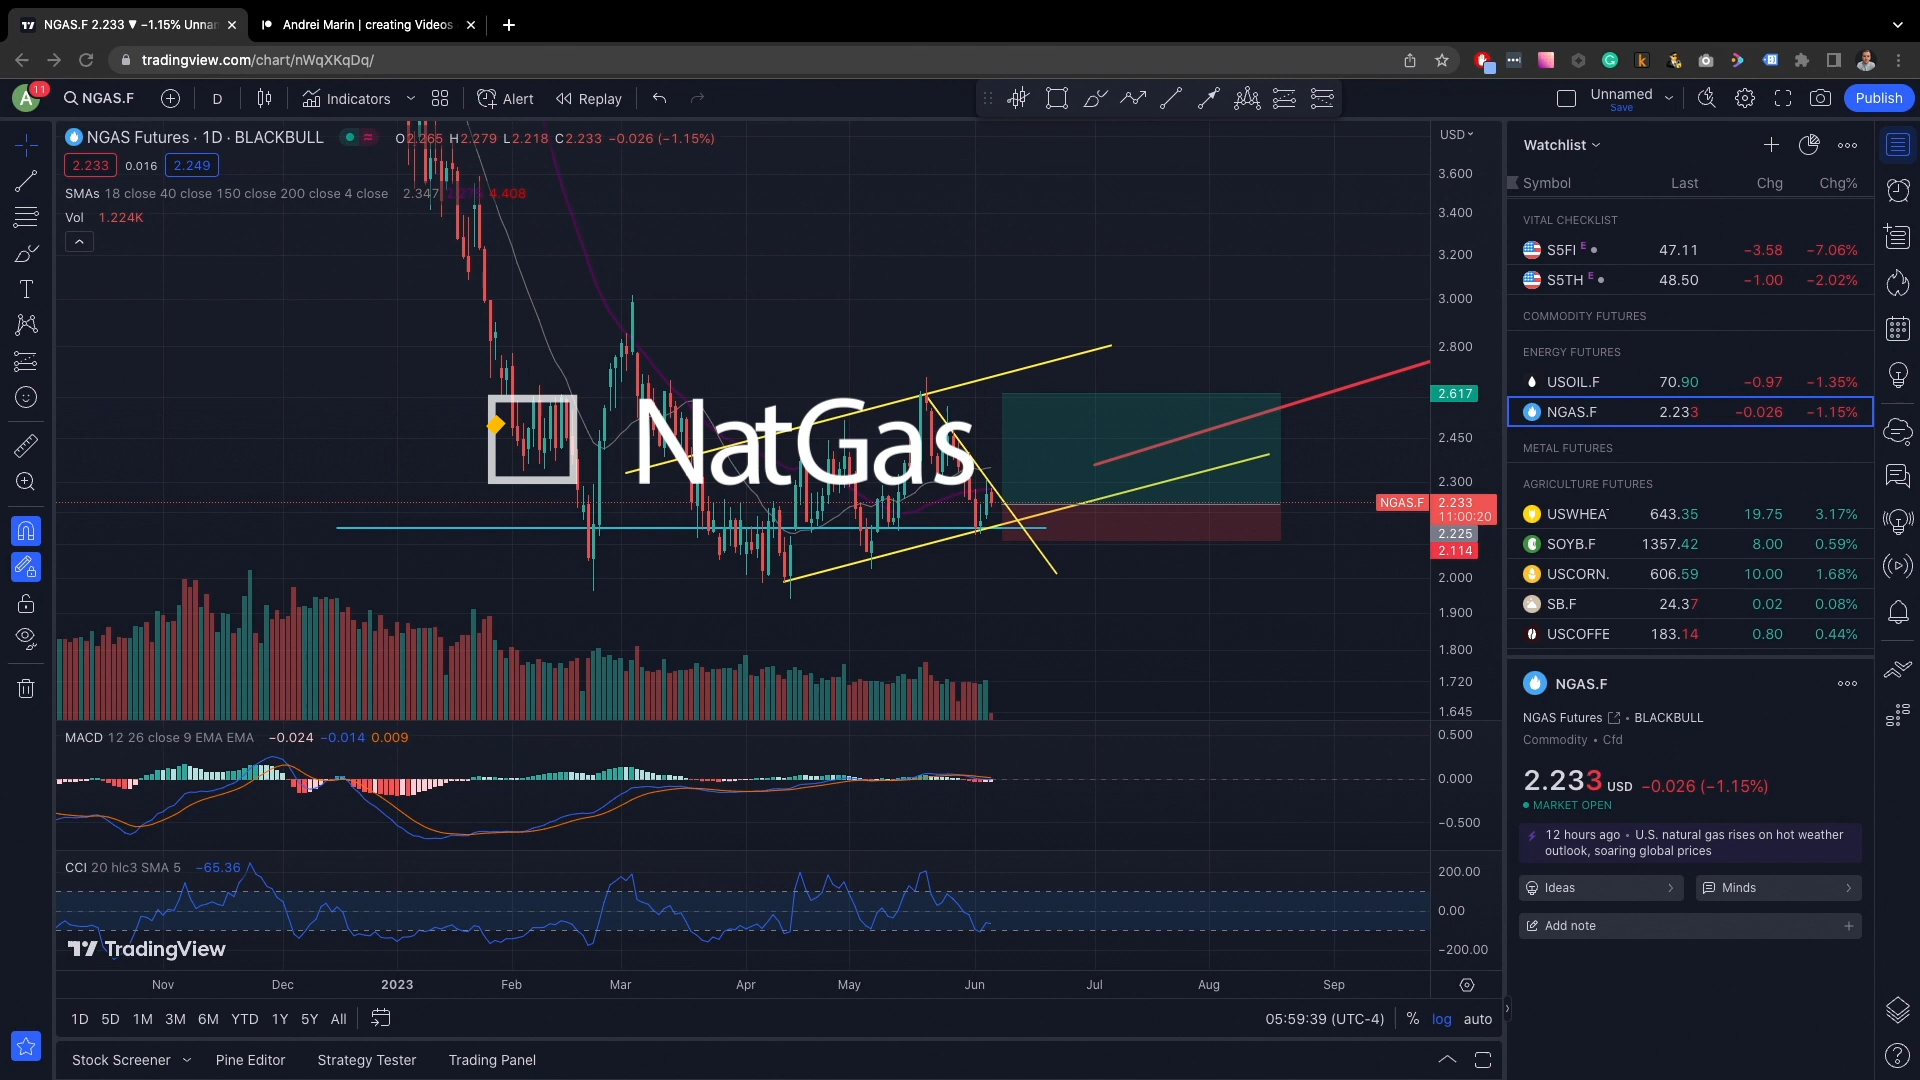 NGAS.F 2.233 ▼ −1.15% Unnar
Andrei Marin | creating Videos
tradingview.com/chart/nWqXKqDq/
A 11 NGAS.F D Indicators Alert Replay Unnamed Save Publish
NGAS Futures · 1D · BLACKBULL O2.265 H2.279 L2.218 C2.233 −0.026 (−1.15%)
2.233 0.016 2.249
SMAs 18 close 40 close 150 close 200 close 4 close 2.347 4.408
Vol 1.224K
NatGas
USD
3.600
3.400
3.200
3.000
2.800
2.617
2.450
2.300
NGAS.F 2.233
11:00:20
2.225
2.114
2.000
1.900
1.800
1.720
1.645
MACD 12 26 close 9 EMA EMA −0.024 −0.014 0.009
0.500
0.000
−0.500
CCI 20 hlc3 SMA 5 −65.36
200.00
0.00
−200.00
TradingView
Nov Dec 2023 Feb Mar Apr May Jun Jul Aug Sep
1D 5D 1M 3M 6M YTD 1Y 5Y All 05:59:39 (UTC-4) % log auto
Stock Screener Pine Editor Strategy Tester Trading Panel
Watchlist
Symbol Last Chg Chg%
VITAL CHECKLIST
S5FI E 47.11 −3.58 −7.06%
S5TH E 48.50 −1.00 −2.02%
COMMODITY FUTURES
ENERGY FUTURES
USOIL.F 70.90 −0.97 −1.35%
NGAS.F 2.233 −0.026 −1.15%
METAL FUTURES
AGRICULTURE FUTURES
USWHEA 643.35 19.75 3.17%
SOYB.F 1357.42 8.00 0.59%
USCORN. 606.59 10.00 1.68%
SB.F 24.37 0.02 0.08%
USCOFFE 183.14 0.80 0.44%
NGAS.F
NGAS Futures • BLACKBULL
Commodity • Cfd
2.233 USD −0.026 (−1.15%)
MARKET OPEN
12 hours ago • U.S. natural gas rises on hot weather
outlook, soaring global prices
Ideas Minds
Add note